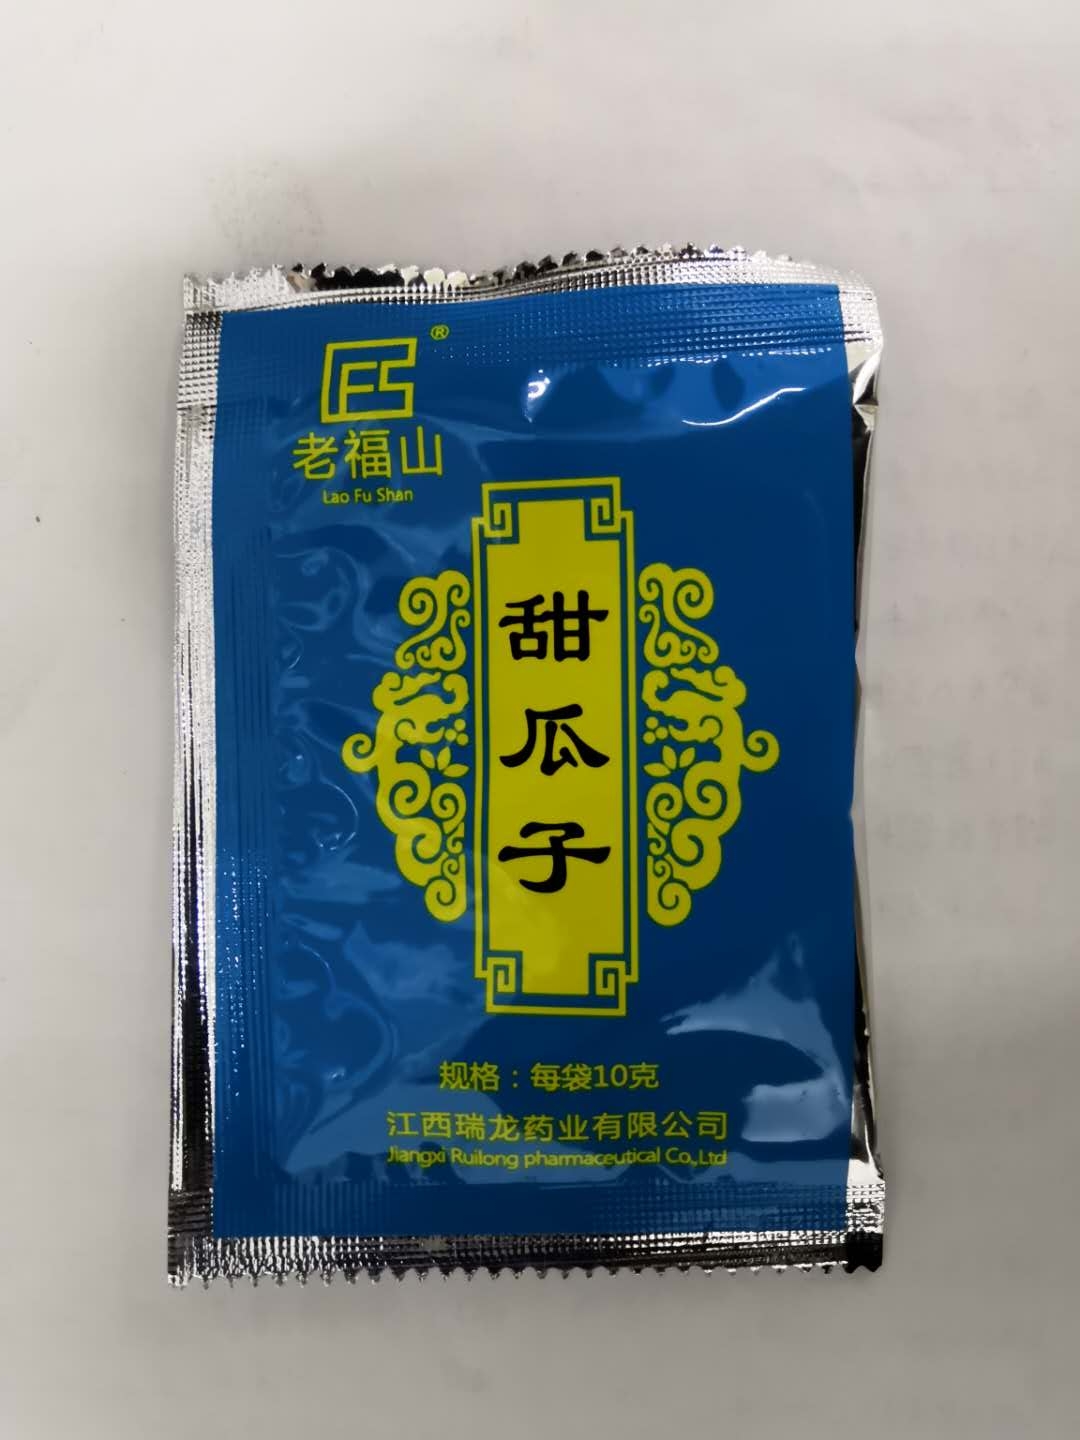 ®
老福山
Lao Fu Shan
甜瓜子
规格：每袋10克
江西瑞龙药业有限公司
Jiangxi Ruilong pharmaceutical Co.,Ltd